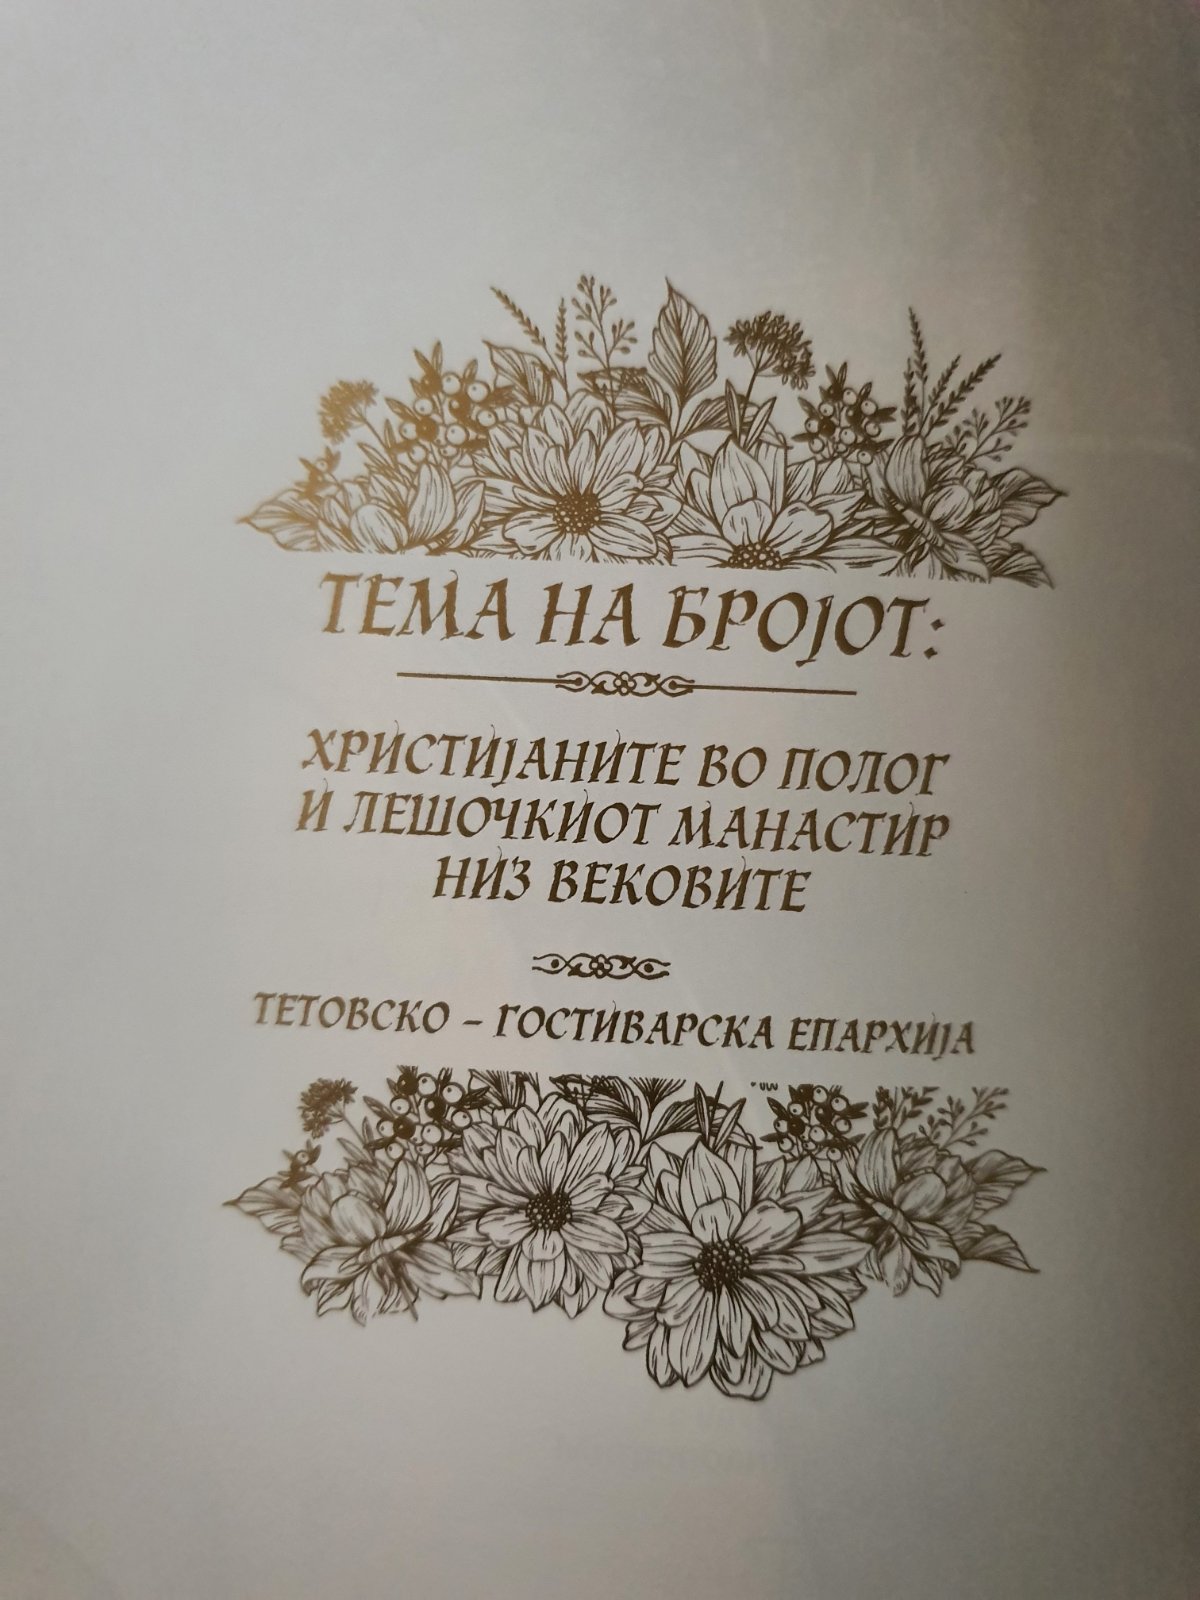 ТЕМА НА БРОЈОТ:
ХРИСТИЈАНИТЕ ВО ПОЛОГ
И ЛЕШОЧКИОТ МАНАСТИР
НИЗ ВЕКОВИТЕ
ТЕТОВСКО – ГОСТИВАРСКА ЕПАРХИЈА